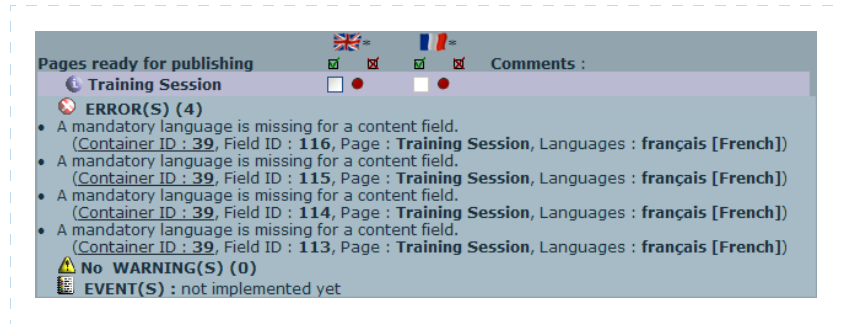 * *
Pages ready for publishing Comments :
Training Session
ERROR(S) (4)
• A mandatory language is missing for a content field.
(Container ID : 39, Field ID : 116, Page : Training Session, Languages : français [French])
• A mandatory language is missing for a content field.
(Container ID : 39, Field ID : 115, Page : Training Session, Languages : français [French])
• A mandatory language is missing for a content field.
(Container ID : 39, Field ID : 114, Page : Training Session, Languages : français [French])
• A mandatory language is missing for a content field.
(Container ID : 39, Field ID : 113, Page : Training Session, Languages : français [French])
No WARNING(S) (0)
EVENT(S) : not implemented yet